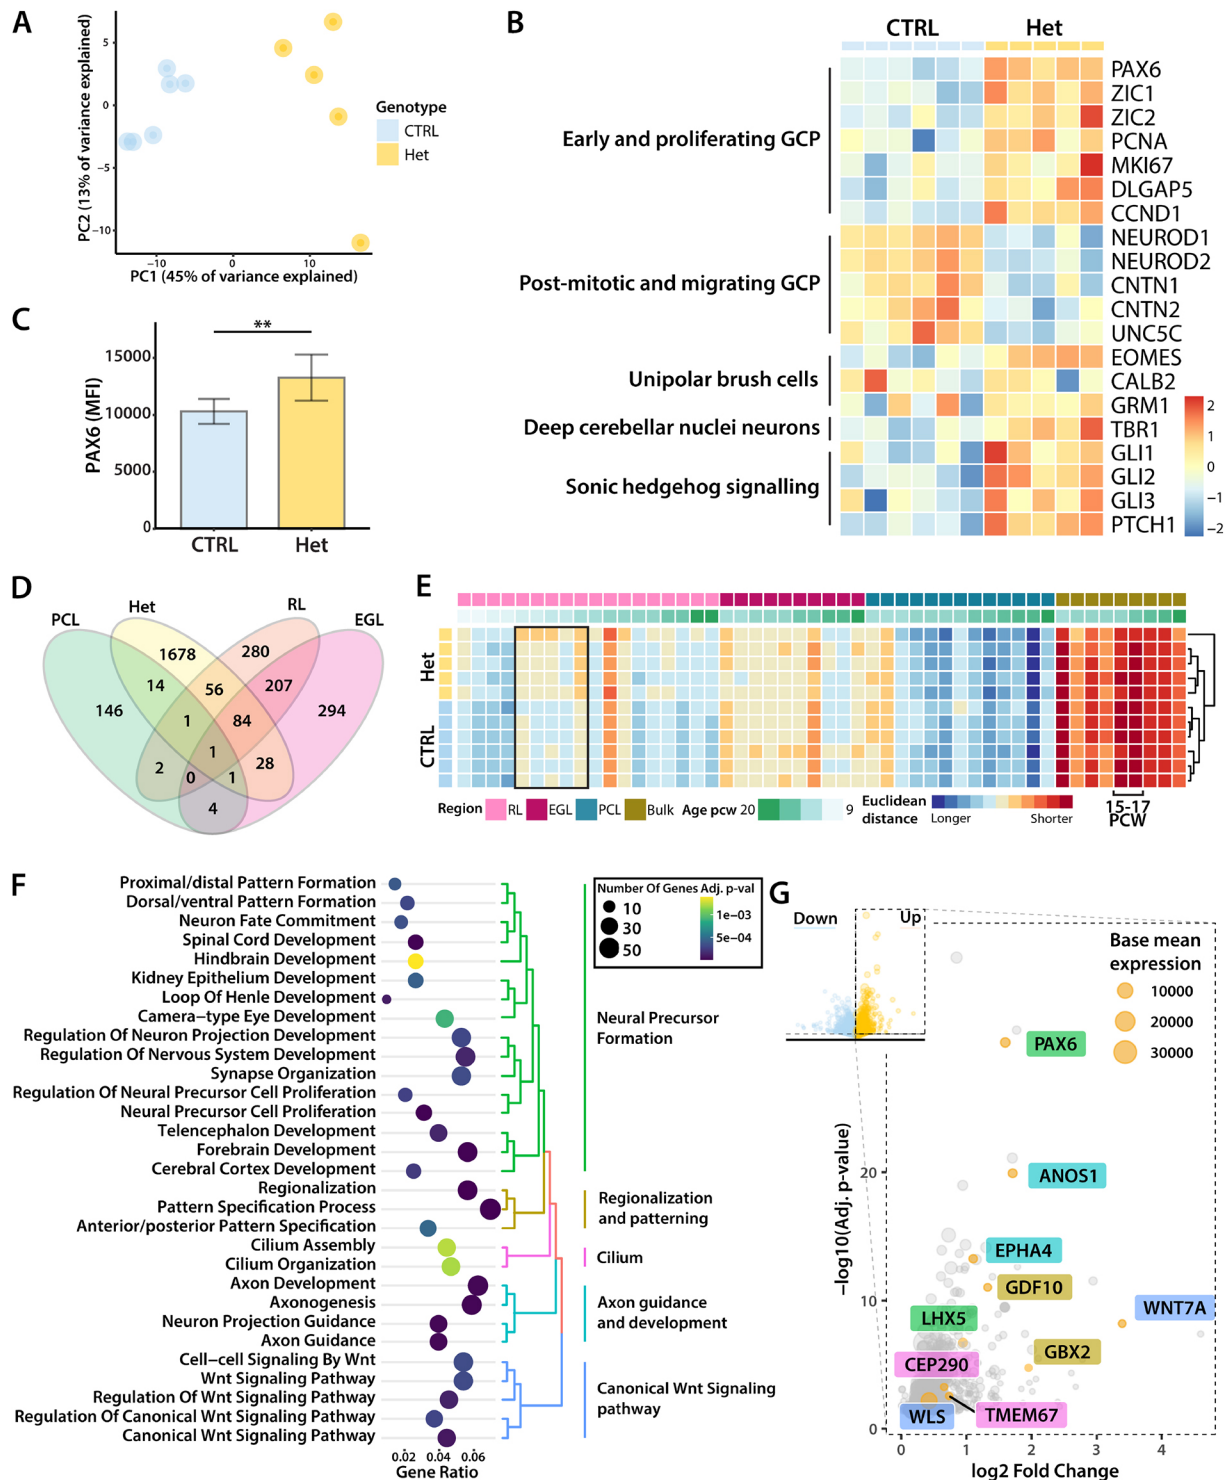 A
5
0
−5
−10
−10
0
10
PC2 (13% of variance explained)
PC1 (45% of variance explained)
Genotype
CTRL
Het
B
CTRL
Het
Early and proliferating GCP
Post-mitotic and migrating GCP
Unipolar brush cells
Deep cerebellar nuclei neurons
Sonic hedgehog signalling
PAX6
ZIC1
ZIC2
PCNA
MKI67
DLGAP5
CCND1
NEUROD1
NEUROD2
CNTN1
CNTN2
UNC5C
EOMES
CALB2
GRM1
TBR1
GLI1
GLI2
GLI3
PTCH1
2
1
0
−1
−2
C
**
PAX6 (MFI)
15000
10000
5000
0
CTRL
Het
D
PCL
Het
RL
EGL
1678
280
14
56
207
146
1
84
294
1
2
0
1
28
4
E
Het
CTRL
Region
RL
EGL
PCL
Bulk
Age pcw 20
9
Euclidean
distance
Longer
Shorter
15-17
PCW
F
Proximal/distal Pattern Formation
Dorsal/ventral Pattern Formation
Neuron Fate Commitment
Spinal Cord Development
Hindbrain Development
Kidney Epithelium Development
Loop Of Henle Development
Camera−type Eye Development
Regulation Of Neuron Projection Development
Regulation Of Nervous System Development
Synapse Organization
Regulation Of Neural Precursor Cell Proliferation
Neural Precursor Cell Proliferation
Telencephalon Development
Forebrain Development
Cerebral Cortex Development
Regionalization
Pattern Specification Process
Anterior/posterior Pattern Specification
Cilium Assembly
Cilium Organization
Axon Development
Axonogenesis
Neuron Projection Guidance
Axon Guidance
Cell−cell Signaling By Wnt
Wnt Signaling Pathway
Regulation Of Wnt Signaling Pathway
Regulation Of Canonical Wnt Signaling Pathway
Canonical Wnt Signaling Pathway
0.02 0.04 0.06
Gene Ratio
Number Of Genes Adj. p-val
10
30
50
1e−03
5e−04
Neural Precursor
Formation
Regionalization
and patterning
Cilium
Axon guidance
and development
Canonical Wnt Signaling
pathway
G
Down
Up
Base mean
expression
10000
20000
30000
PAX6
ANOS1
EPHA4
GDF10
WNT7A
LHX5
GBX2
CEP290
WLS
TMEM67
−log10(Adj. p-value)
20
10
0
0 1 2 3 4
log2 Fold Change